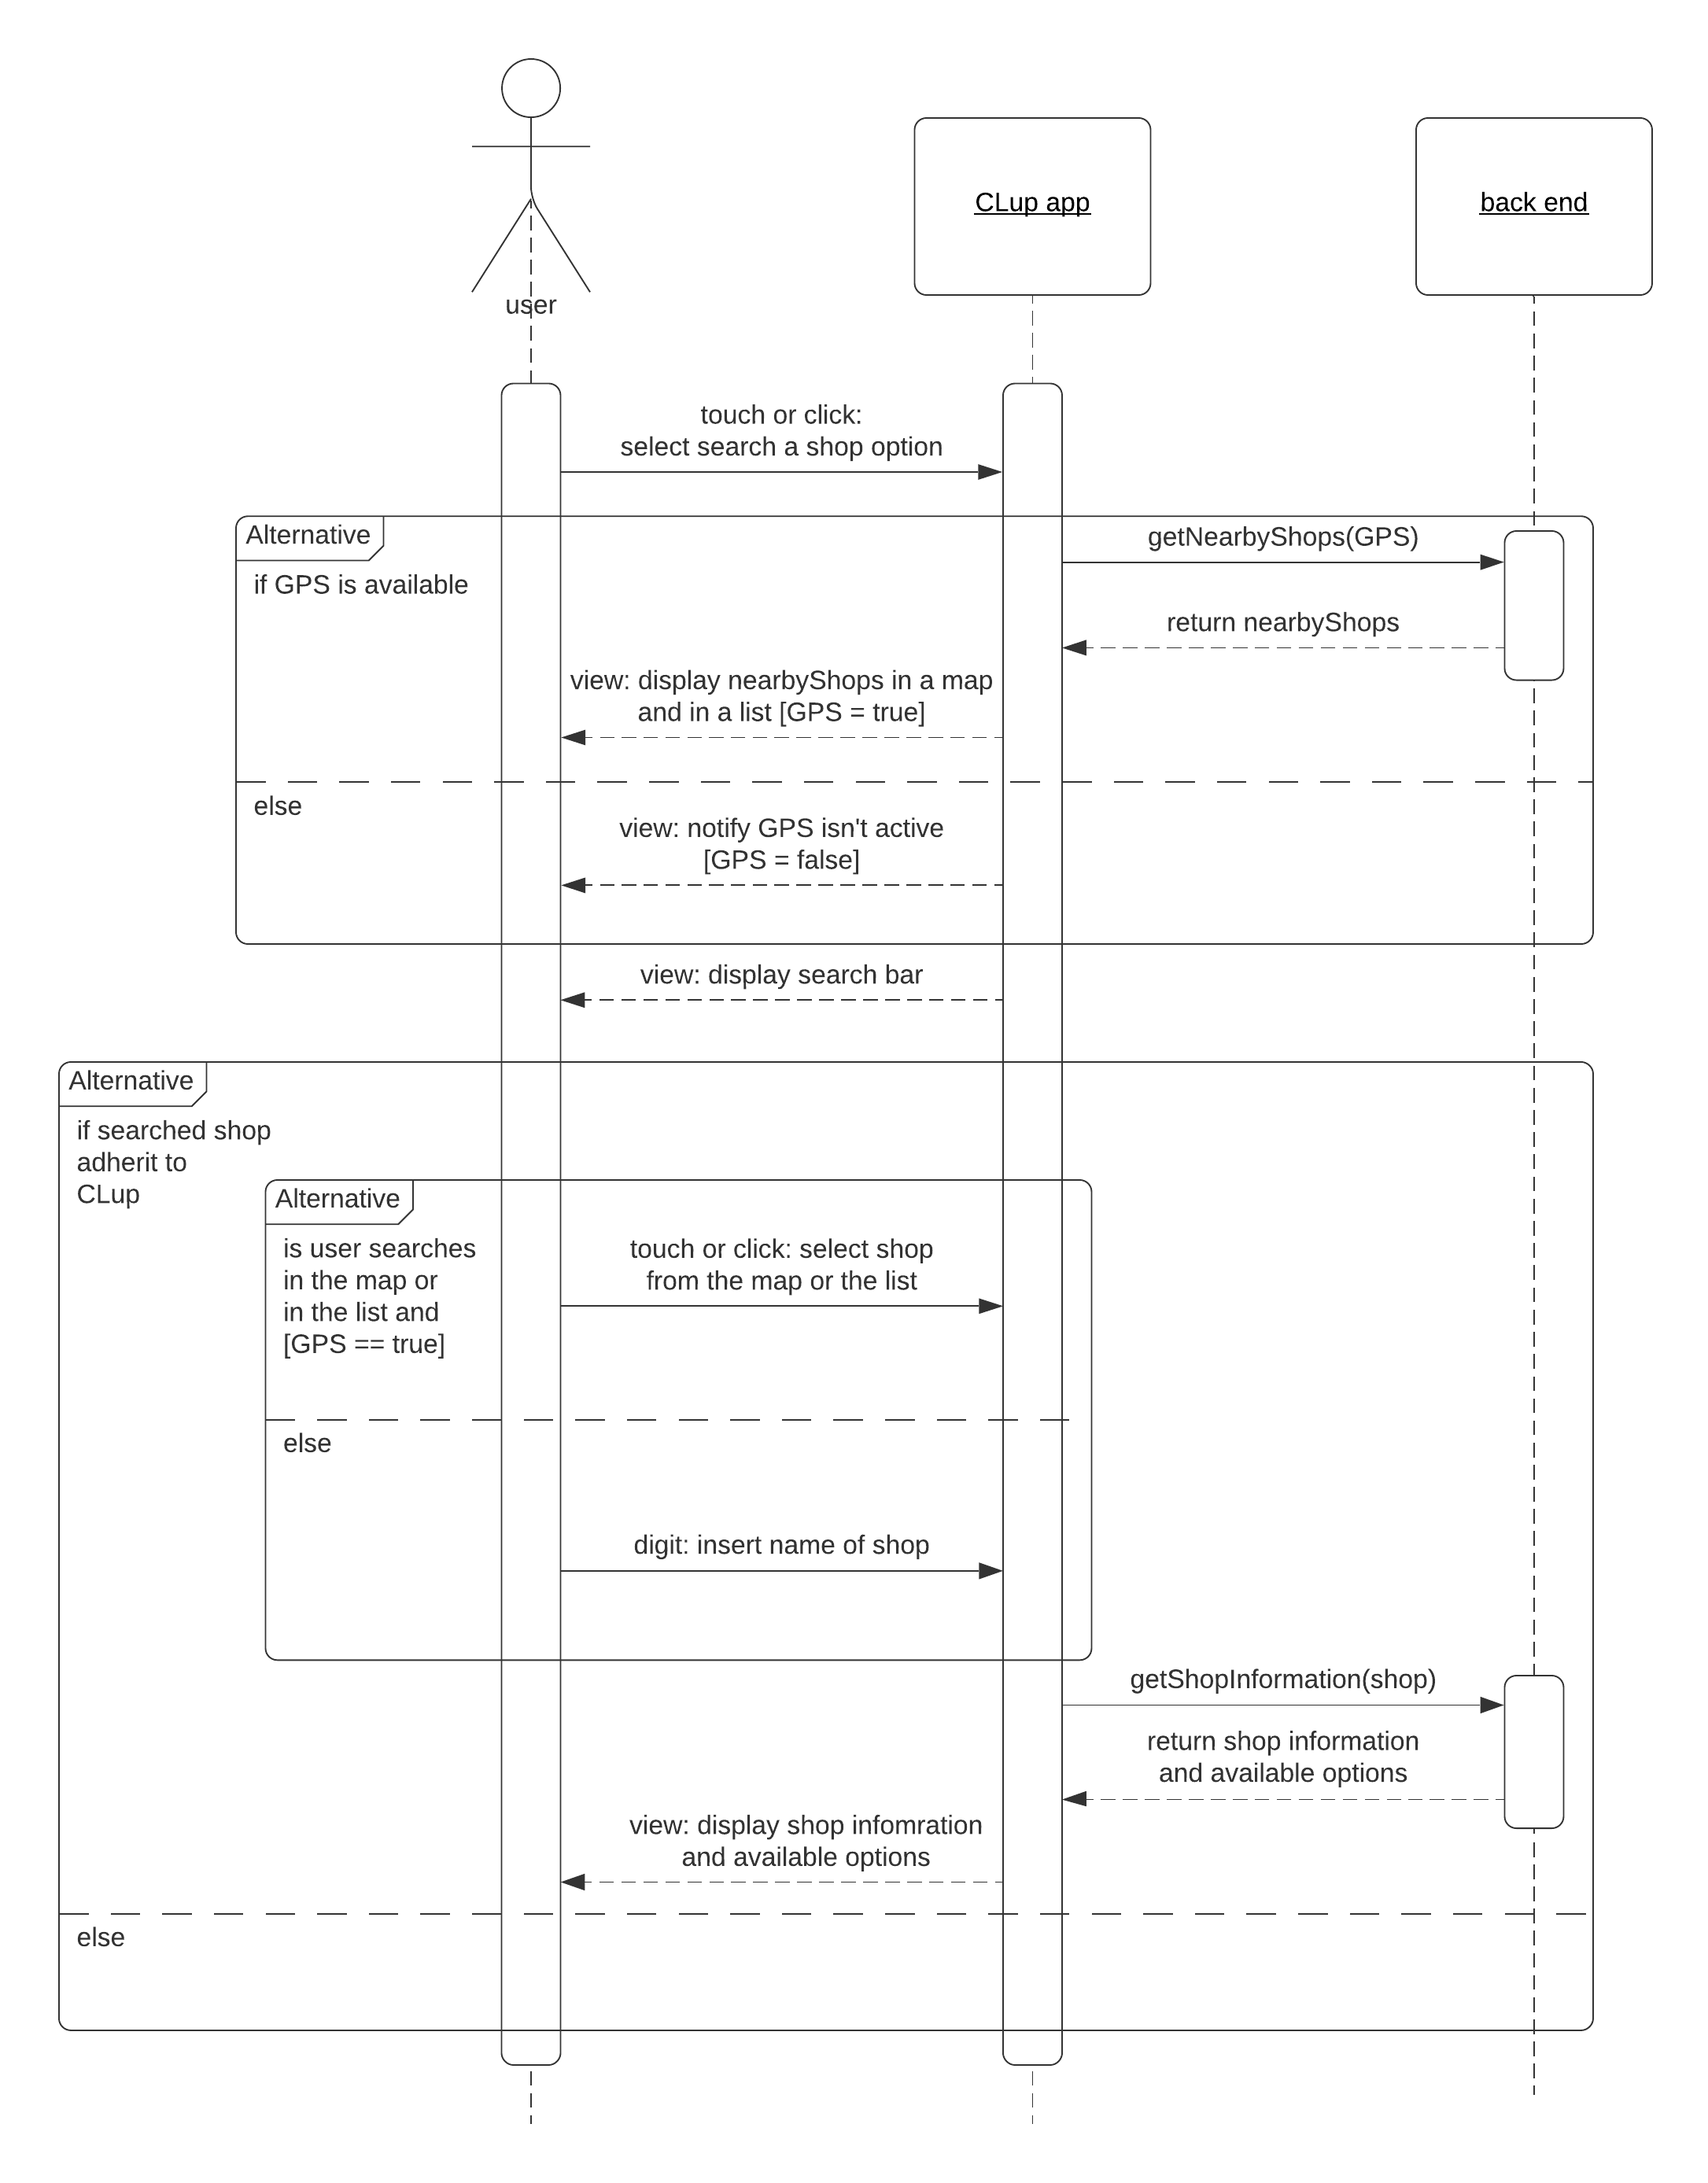 CLup app
back end
user
touch or click:
select search a shop option
Alternative
getNearbyShops(GPS)
if GPS is available
return nearbyShops
view: display nearbyShops in a map
and in a list [GPS = true]
else
view: notify GPS isn't active
[GPS = false]
view: display search bar
Alternative
if searched shop
adherit to
CLup
Alternative
is user searches
in the map or
in the list and
[GPS == true]
touch or click: select shop
from the map or the list
else
digit: insert name of shop
getShopInformation(shop)
return shop information
and available options
view: display shop infomration
and available options
else